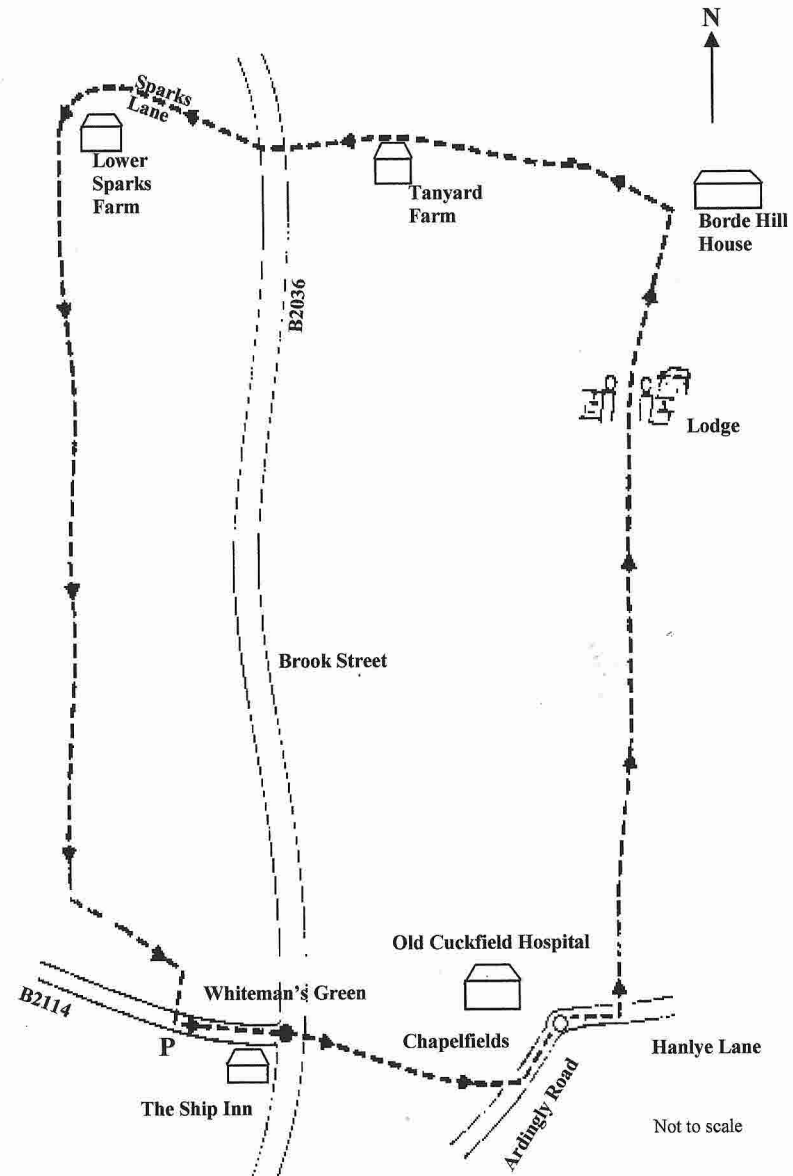 N
Sparks
Lane
Lower
Sparks
Farm
Tanyard
Farm
Borde Hill
House
B2036
Lodge
Brook Street
Old Cuckfield Hospital
Whiteman's Green
B2114
P
Chapelfields
Hanlye Lane
The Ship Inn
Ardingly Road
Not to scale